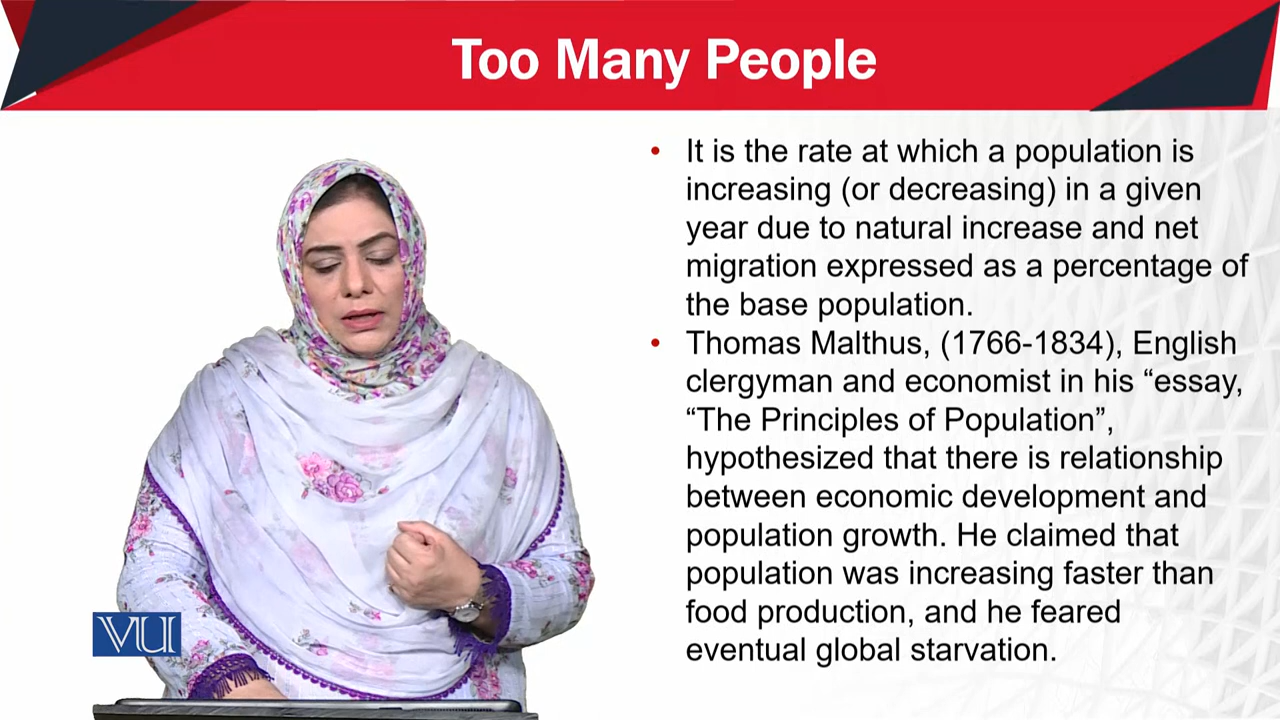 Too Many People
• It is the rate at which a population is
increasing (or decreasing) in a given
year due to natural increase and net
migration expressed as a percentage of
the base population.
• Thomas Malthus, (1766-1834), English
clergyman and economist in his “essay,
“The Principles of Population”,
hypothesized that there is relationship
between economic development and
population growth. He claimed that
population was increasing faster than
food production, and he feared
eventual global starvation.
VU